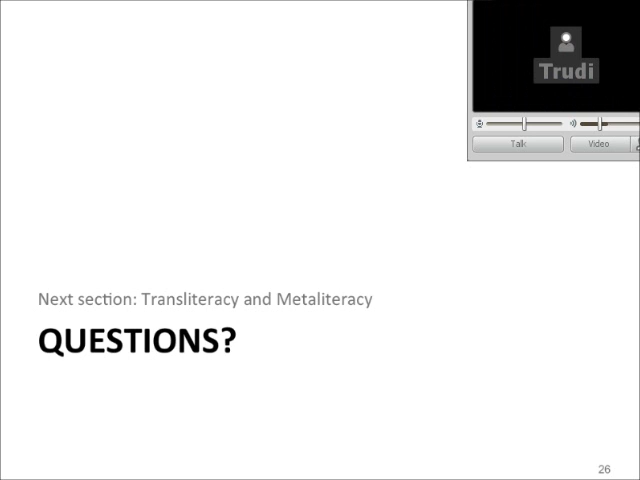 Trudi
Talk
Video
Next section: Transliteracy and Metaliteracy
QUESTIONS?
26